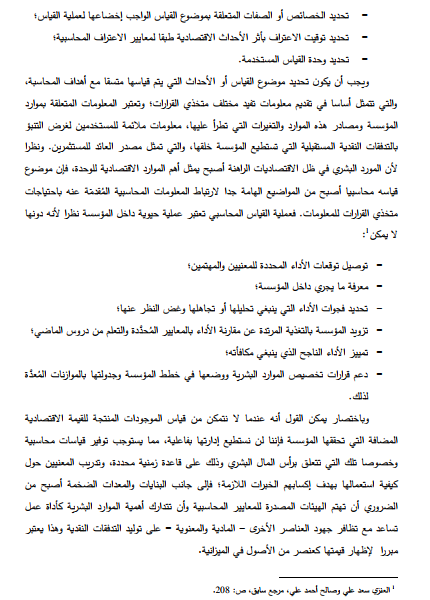 - تحديد الخصائص أو الصفات المتعلقة بموضوع القياس الواجب إخضاعها لعملية القياس؛
- تحديد توقيت الاعتراف بأثر الأحداث الاقتصادية طبقا لمعايير الاعتراف المحاسبية؛
- تحديد وحدة القياس المستخدمة.
ويجب أن يكون تحديد موضوع القياس أو الأحداث التي يتم قياسها متسقا مع أهداف المحاسبة،
والتي تتمثل أساسا في تقديم معلومات تفيد مختلف متخذي القرارات؛ وتعتبر المعلومات المتعلقة بموارد
المؤسسة ومصادر هذه الموارد والتغيرات التي تطرأ عليها، معلومات ملائمة للمستخدمين لغرض التنبؤ
بالتدفقات النقدية المستقبلية التي تستطيع المؤسسة خلقها، والتي تمثل مصدر العائد للمستثمرين. ونظرا
لأن المورد البشري في ظل الاقتصاديات الراهنة أصبح يمثل أهم الموارد الاقتصادية للوحدة، فإن موضوع
قياسه محاسبيا أصبح من المواضيع الهامة جدا لارتباط المعلومات المحاسبية المُقدمَة عنه باحتياجات
متخذي القرارات للمعلومات. فعملية القياس المحاسبي تعتبر عملية حيوية داخل المؤسسة نظرا لأنه دونها
لا يمكن1:
- توصيل توقعات الأداء المحددة للمعنيين والمهتمين؛
- معرفة ما يجري داخل المؤسسة؛
- تحديد فجوات الأداء التي ينبغي تحليلها أو تجاهلها وغض النظر عنها؛
- تزويد المؤسسة بالتغذية المرتدة عن مقارنة الأداء بالمعايير المُحدَّدة والتعلم من دروس الماضي؛
- تمييز الأداء الناجح الذي ينبغي مكافأته؛
- دعم قرارات تخصيص الموارد البشرية ووضعها في خطط المؤسسة وجدولتها بالموازنات المُعدَّة
لذلك.
وباختصار يمكن القول أنه عندما لا نتمكن من قياس الموجودات المنتجة للقيمة الاقتصادية
المضافة التي تحققها المؤسسة فإننا لن نستطيع إدارتها بفاعلية، مما يستوجب توفير قياسات محاسبية
وخصوصا تلك التي تتعلق برأس المال البشري وذلك على قاعدة زمنية محددة، وتدريب المعنيين حول
كيفية استعمالها بهدف إكسابهم الخبرات اللازمة؛ فإلى جانب البنايات والمعدات الضخمة أصبح من
الضروري أن تهتم الهيئات المصدرة للمعايير المحاسبية وأن تتدارك أهمية الموارد البشرية كأداة عمل
تساعد مع تظافر جهود العناصر الأخرى – المادية والمعنوية – على توليد التدفقات النقدية وهذا يعتبر
مبررا لإظهار قيمتها كعنصر من الأصول في الميزانية.
1 العنزي سعد علي وصالح أحمد علي، مرجع سابق، ص: 208.